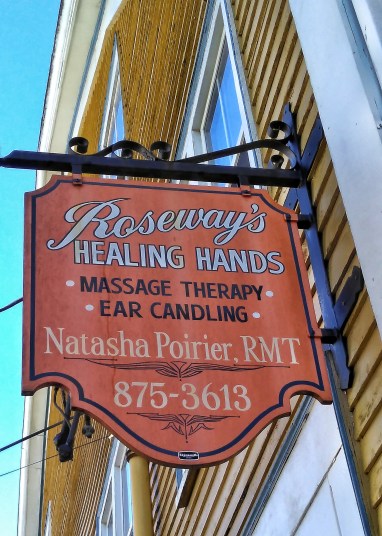 Roseway's
HEALING HANDS
• MASSAGE THERAPY •
• EAR CANDLING •
Natasha Poirier, RMT
875-3613